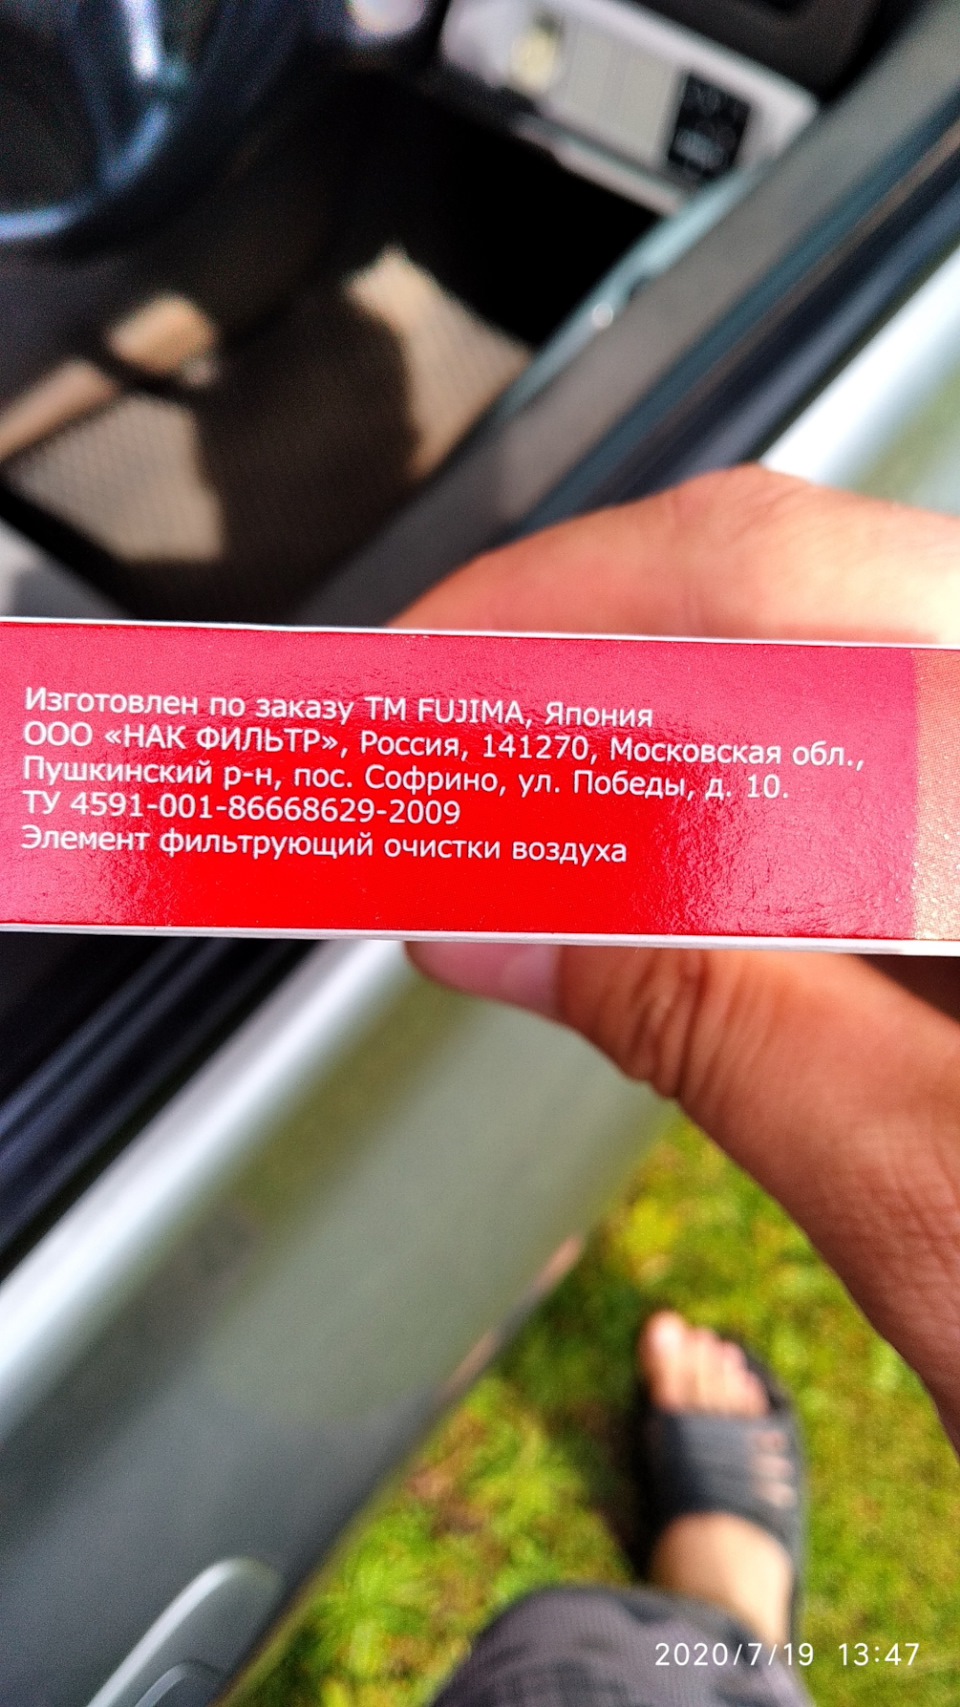 Изготовлен по заказу ТМ FUJIMA, Япония
ООО «НАК ФИЛЬТР», Россия, 141270, Московская обл.,
Пушкинский р-н, пос. Софрино, ул. Победы, д. 10.
ТУ 4591-001-86668629-2009
Элемент фильтрующий очистки воздуха
2020/7/19 13:47